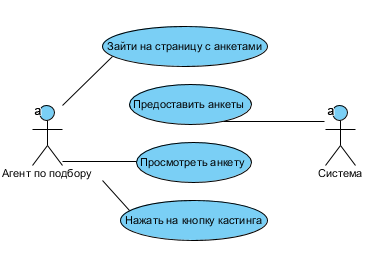 Зайти на страницу с анкетами
a
Предоставить анкеты
a
Просмотреть анкету
Агент по подбору
Система
Нажать на кнопку кастинга